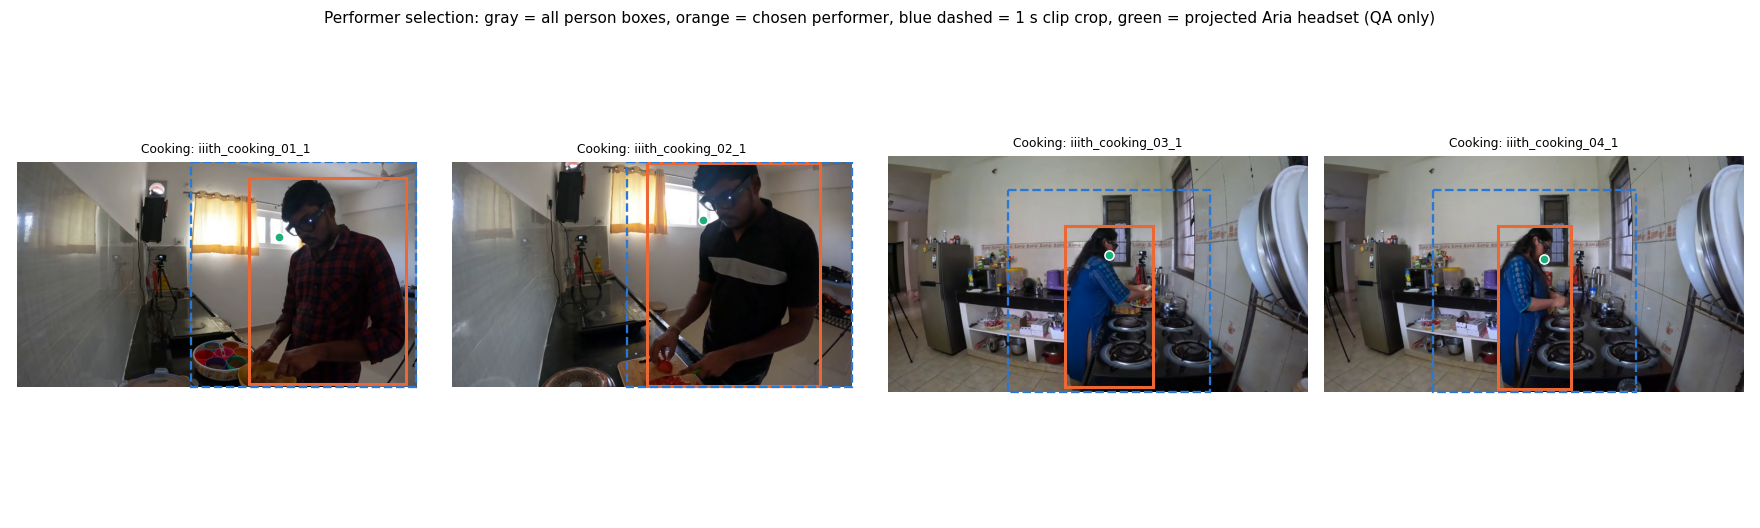 Performer selection: gray = all person boxes, orange = chosen performer, blue dashed = 1 s clip crop, green = projected Aria headset (QA only)
Cooking: iiith_cooking_01_1
Cooking: iiith_cooking_02_1
Cooking: iiith_cooking_03_1
Cooking: iiith_cooking_04_1